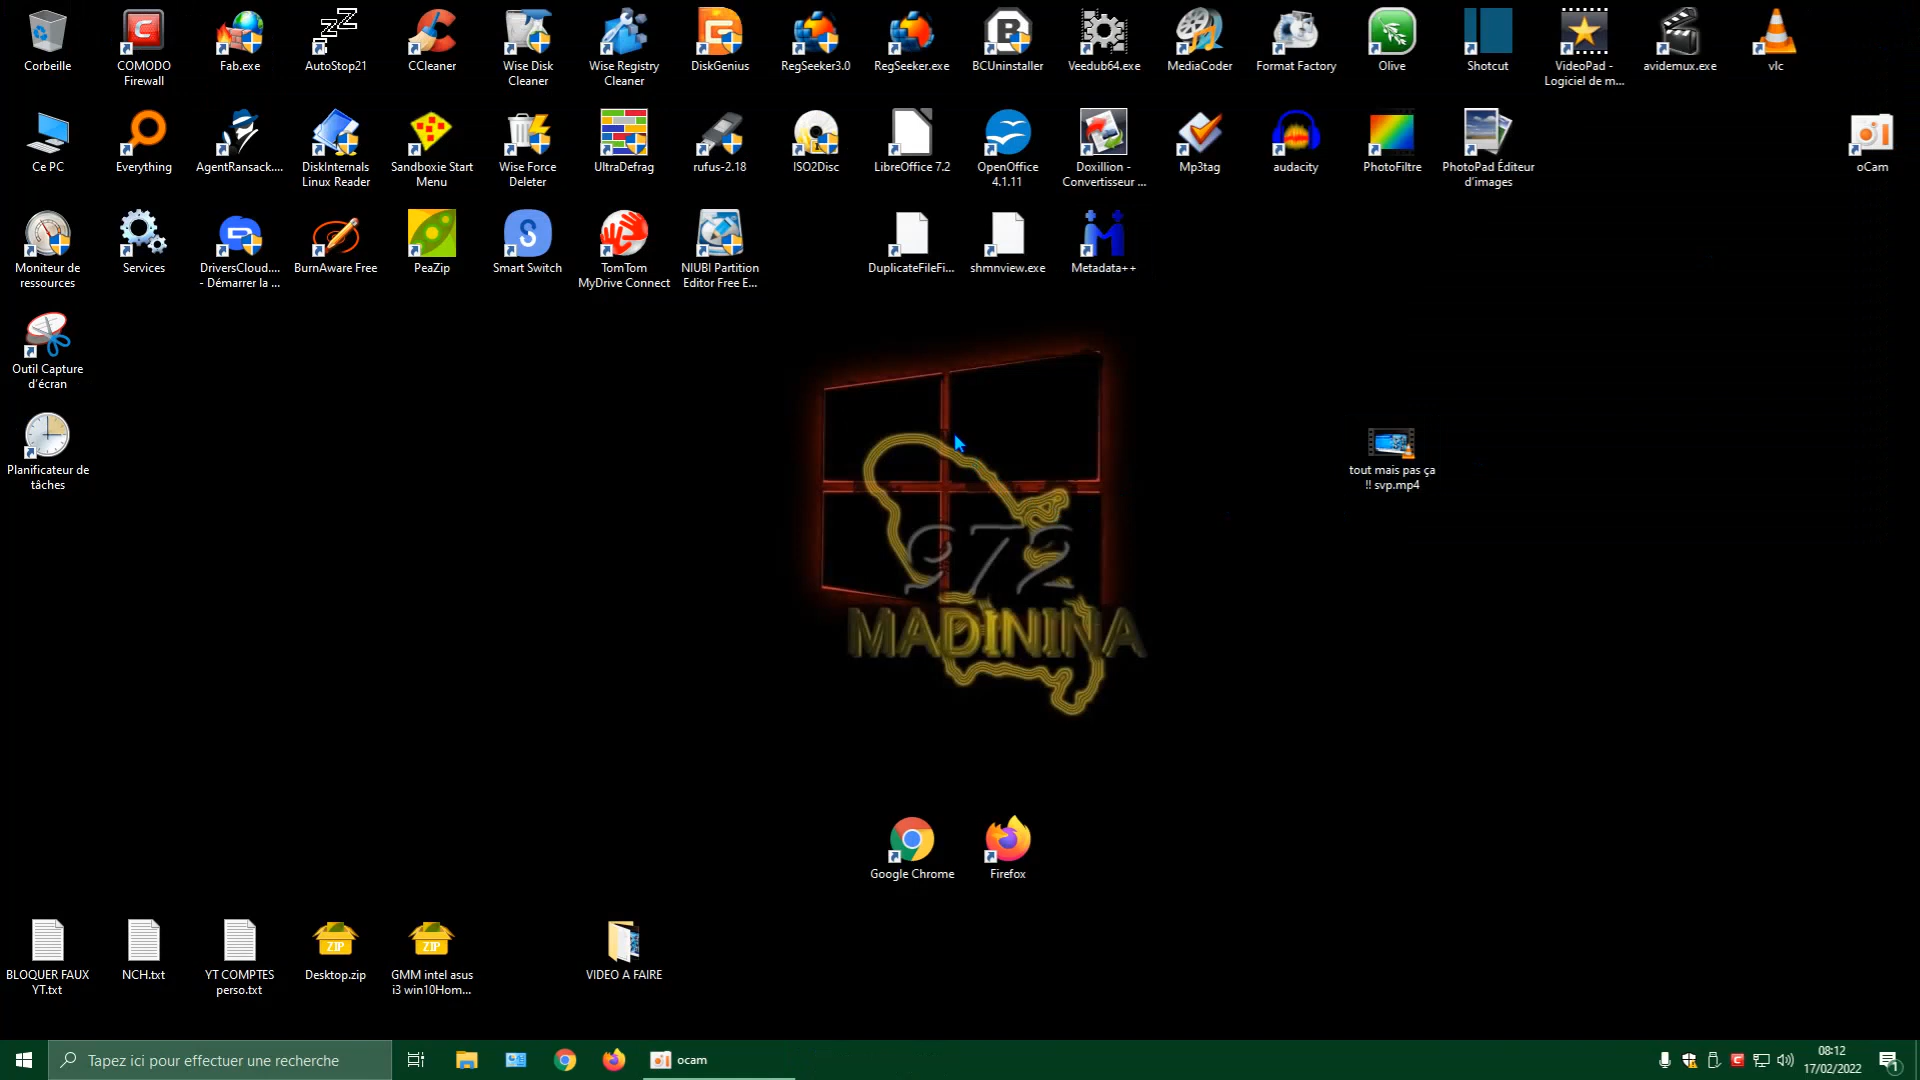 Corbeille
COMODO
Firewall
Fab.exe
AutoStop21
CCleaner
Wise Disk
Cleaner
Wise Registry
Cleaner
DiskGenius
RegSeeker3.0
RegSeeker.exe
BCUninstaller
Veedub64.exe
MediaCoder
Format Factory
Olive
Shotcut
VideoPad -
Logiciel de m...
avidemux.exe
vlc
Ce PC
Everything
AgentRansack....
DiskInternals
Linux Reader
Sandboxie Start
Menu
Wise Force
Deleter
UltraDefrag
rufus-2.18
ISO2Disc
LibreOffice 7.2
OpenOffice
4.1.11
Doxillion -
Convertisseur ...
Mp3tag
audacity
PhotoFiltre
PhotoPad Éditeur
d'images
oCam
Moniteur de
ressources
Services
DriversCloud....
- Démarrer la ...
BurnAware Free
PeaZip
Smart Switch
TomTom
MyDrive Connect
NIUBI Partition
Editor Free E...
DuplicateFileFi...
shmnview.exe
Metadata++
Outil Capture
d'écran
Planificateur de
tâches
tout mais pas ça
!! svp.mp4
972
MADININA
Google Chrome
Firefox
BLOQUER FAUX
YT.txt
NCH.txt
YT COMPTES
perso.txt
ZIP
Desktop.zip
ZIP
GMM intel asus
i3 win10Hom...
VIDEO A FAIRE
Tapez ici pour effectuer une recherche
ocam
08:12
17/02/2022
1